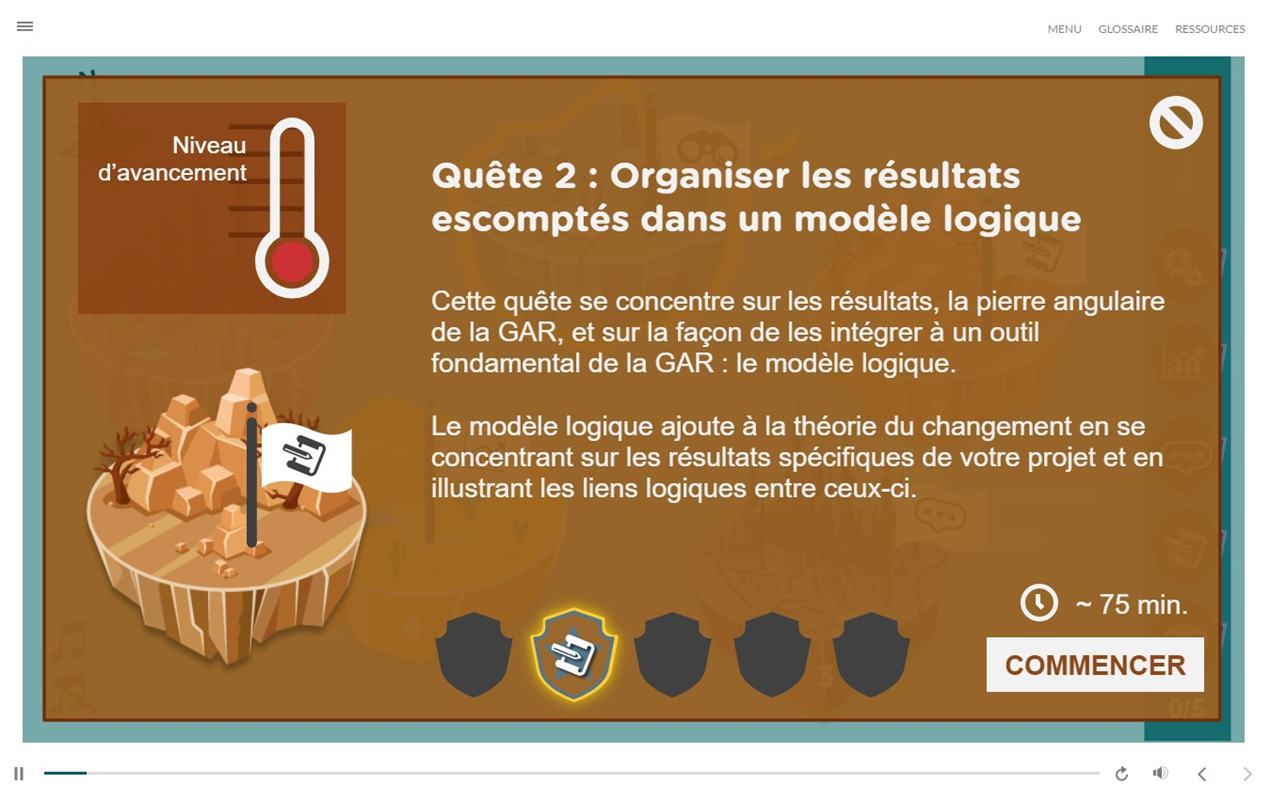 MENU GLOSSAIRE RESSOURCES
Niveau
d'avancement
Quête 2 : Organiser les résultats
escomptés dans un modèle logique
Cette quête se concentre sur les résultats, la pierre angulaire
de la GAR, et sur la façon de les intégrer à un outil
fondamental de la GAR : le modèle logique.
Le modèle logique ajoute à la théorie du changement en se
concentrant sur les résultats spécifiques de votre projet et en
illustrant les liens logiques entre ceux-ci.
~ 75 min.
COMMENCER
N
4
3
0/5